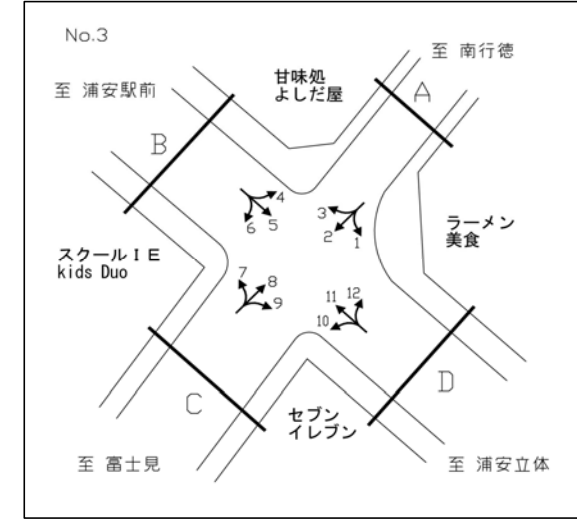 No.3
至 南行徳
甘味処
よしだ屋
至 浦安駅前
A
B
4
5
6
3
2
1
ラーメン
美食
スクールIE
kids Duo
7
8
9
11
12
10
D
C
セブン
イレブン
至 富士見
至 浦安立体